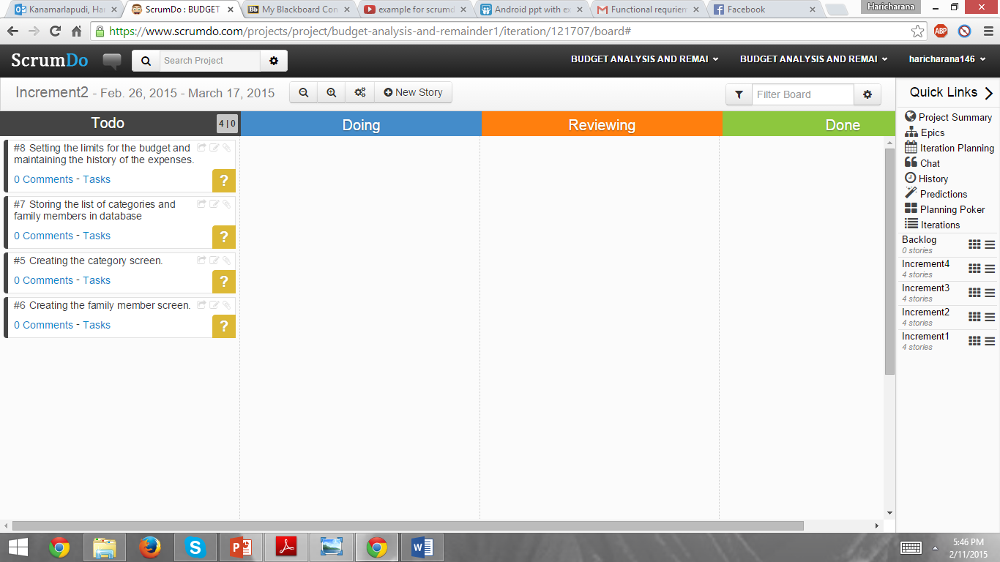 Kanamarlapudi, Har
ScrumDo : BUDGET
Bb My Blackboard Con
example for scrumd
Android ppt with ex
Functional requriem
Facebook
Haricharana
https://www.scrumdo.com/projects/project/budget-analysis-and-remainder1/iteration/121707/board#
ABP
ScrumDo
Search Project
BUDGET ANALYSIS AND REMAI
BUDGET ANALYSIS AND REMAI
haricharana146
Increment2 - Feb. 26, 2015 - March 17, 2015
New Story
Filter Board
Quick Links
Todo
4 | 0
Doing
Reviewing
Done
#8 Setting the limits for the budget and
maintaining the history of the expenses.
0 Comments - Tasks
?
#7 Storing the list of categories and
family members in database
0 Comments - Tasks
?
#5 Creating the category screen.
0 Comments - Tasks
?
#6 Creating the family member screen.
0 Comments - Tasks
?
Project Summary
Epics
Iteration Planning
Chat
History
Predictions
Planning Poker
Iterations
Backlog
0 stories
Increment4
4 stories
Increment3
4 stories
Increment2
4 stories
Increment1
4 stories
5:46 PM
2/11/2015